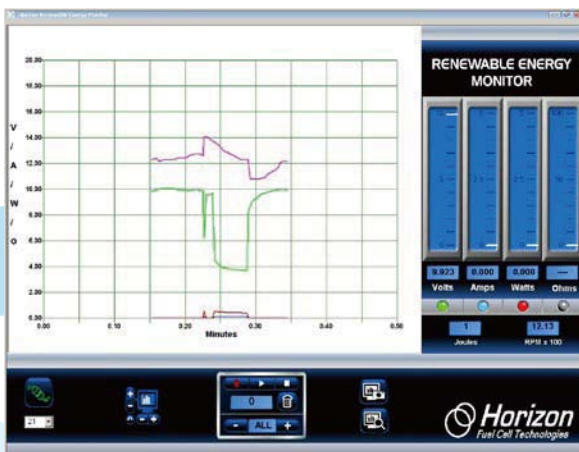 Horizon Renewable Energy Monitor
20.00
18.00
16.00
14.00
12.00
10.00
8.00
6.00
4.00
2.00
0.00
V / A / W / O
0.00
0.10
0.20
0.30
0.40
0.50
Minutes
RENEWABLE ENERGY
MONITOR
9.923
0.000
0.000
Volts
Amps
Watts
Ohms
1
12.13
Joules
RPM x 100
21
0
- ALL +
Horizon
Fuel Cell Technologies